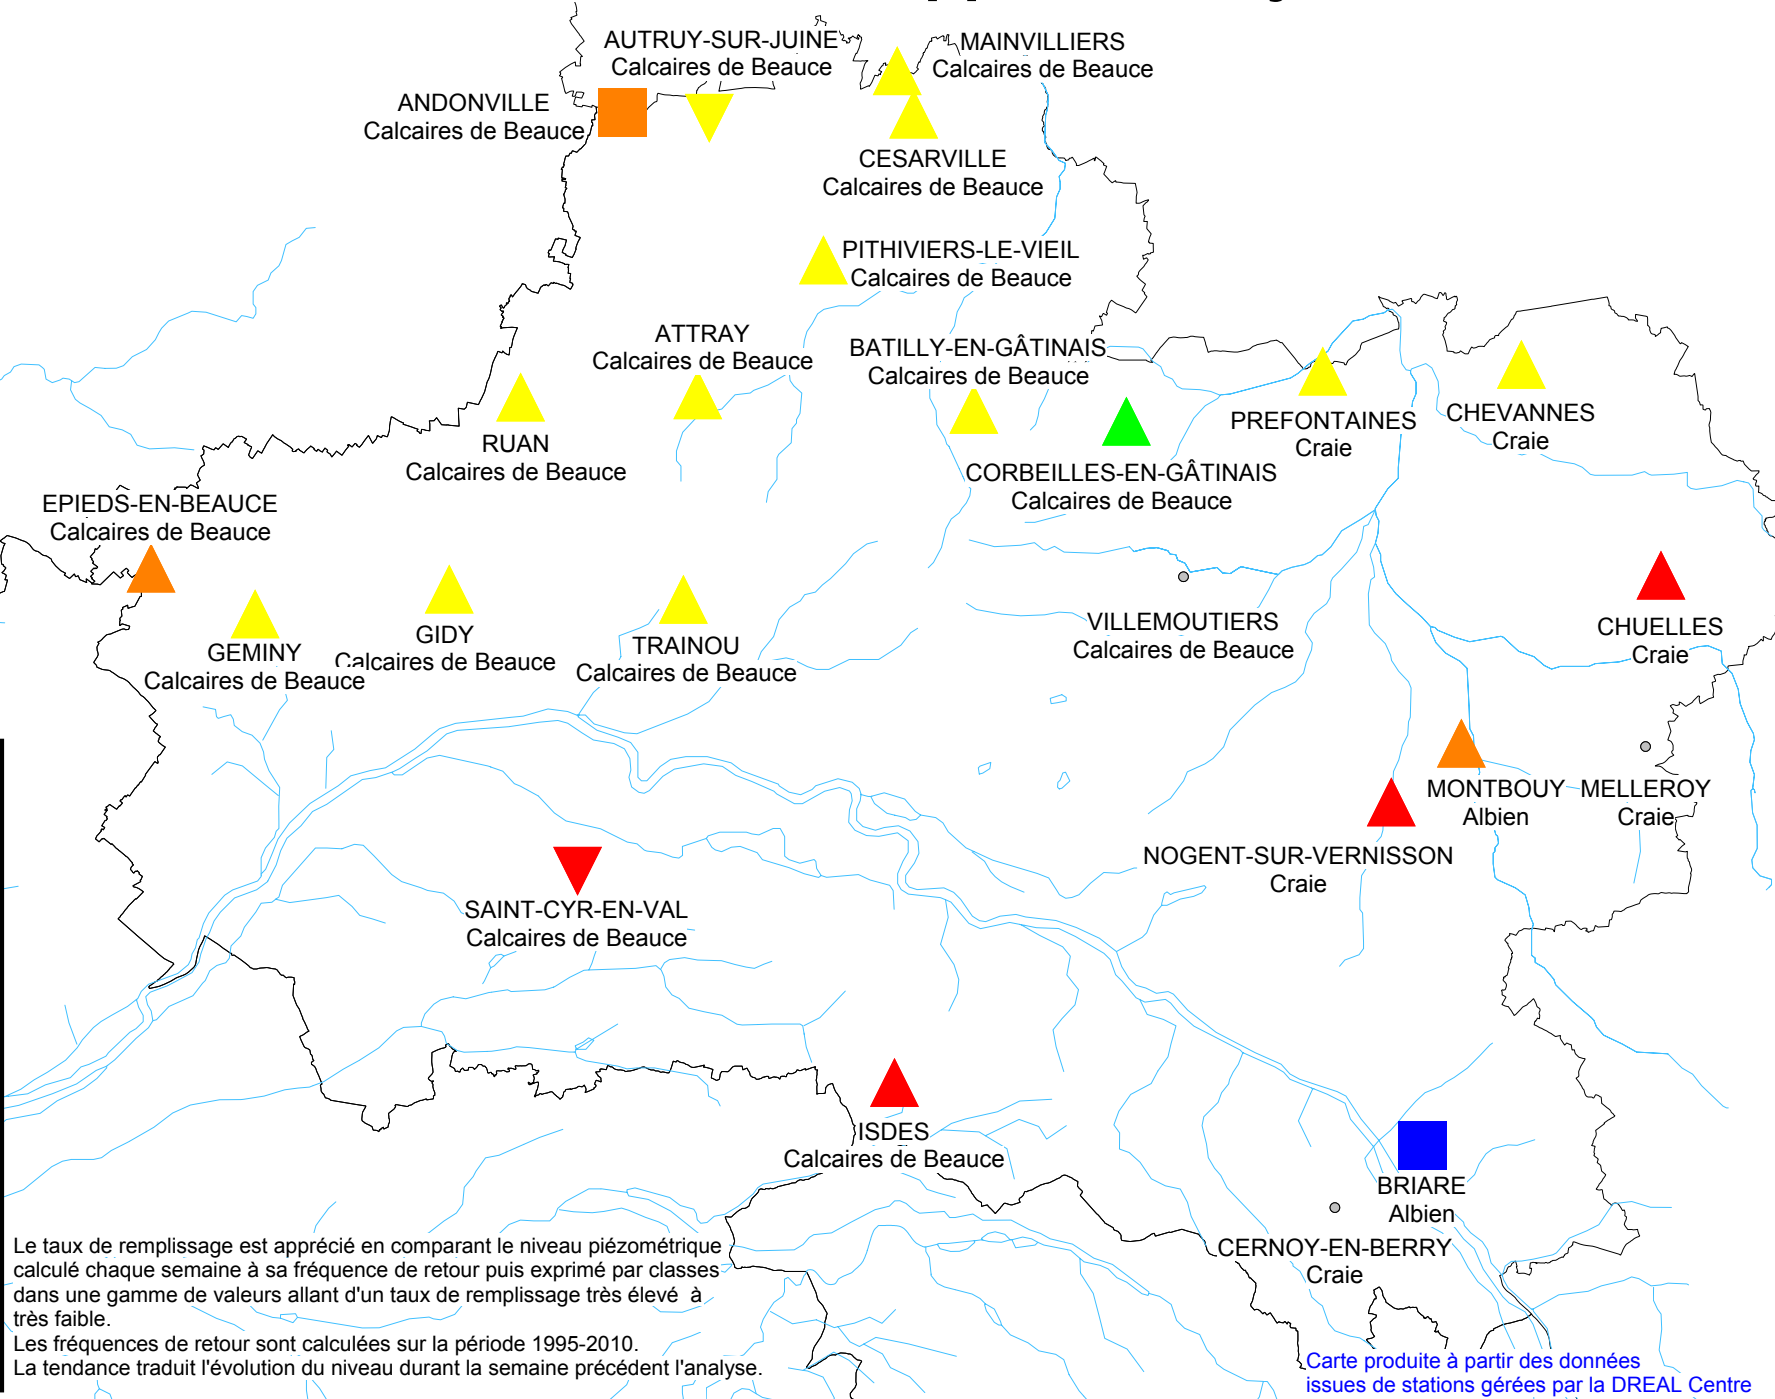 AUTRUY-SUR-JUINE
Calcaires de Beauce
MAINVILLIERS
Calcaires de Beauce
ANDONVILLE
Calcaires de Beauce
CESARVILLE
Calcaires de Beauce
PITHIVIERS-LE-VIEIL
Calcaires de Beauce
ATTRAY
Calcaires de Beauce
BATILLY-EN-GÂTINAIS
Calcaires de Beauce
RUAN
Calcaires de Beauce
CORBEILLES-EN-GÂTINAIS
Calcaires de Beauce
PREFONTAINES
Craie
CHEVANNES
Craie
EPIEDS-EN-BEAUCE
Calcaires de Beauce
GEMINY
Calcaires de Beauce
GIDY
Calcaires de Beauce
TRAINOU
Calcaires de Beauce
VILLEMOUTIERS
Calcaires de Beauce
CHUELLES
Craie
MONTBOUY
Albien
MELLEROY
Craie
NOGENT-SUR-VERNISSON
Craie
SAINT-CYR-EN-VAL
Calcaires de Beauce
ISDES
Calcaires de Beauce
BRIARE
Albien
CERNOY-EN-BERRY
Craie
Le taux de remplissage est apprécié en comparant le niveau piézométrique
calculé chaque semaine à sa fréquence de retour puis exprimé par classes
dans une gamme de valeurs allant d'un taux de remplissage très élevé à
très faible.
Les fréquences de retour sont calculées sur la période 1995-2010.
La tendance traduit l'évolution du niveau durant la semaine précédent l'analyse.
Carte produite à partir des données
issues de stations gérées par la DREAL Centre